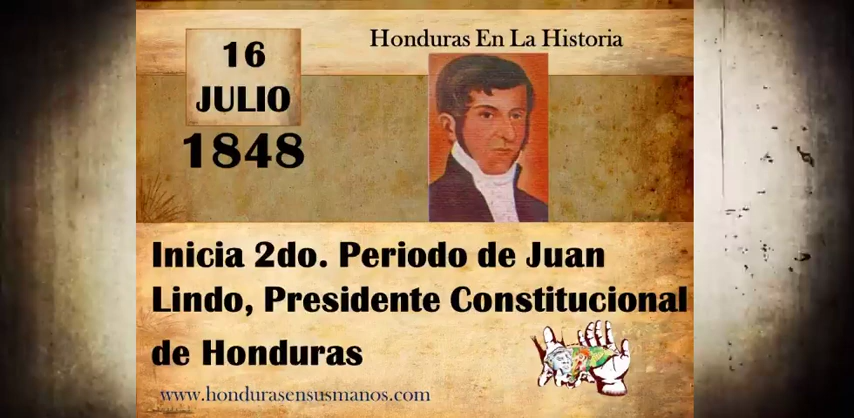 16
JULIO
1848
Honduras En La Historia
Inicia 2do. Periodo de Juan
Lindo, Presidente Constitucional
de Honduras
www.hondurasensusmanos.com